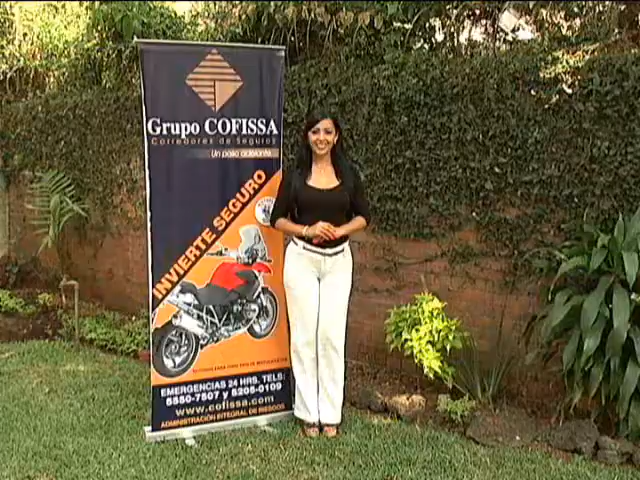 Grupo COFISSA
Corredores de Seguros
Un paso adelante
INVIERTE SEGURO
EMERGENCIAS 24 HRS. TELS:
5550-7507 y 5205-0109
www.cofissa.com
ADMINISTRACIÓN INTEGRAL DE RIESGOS